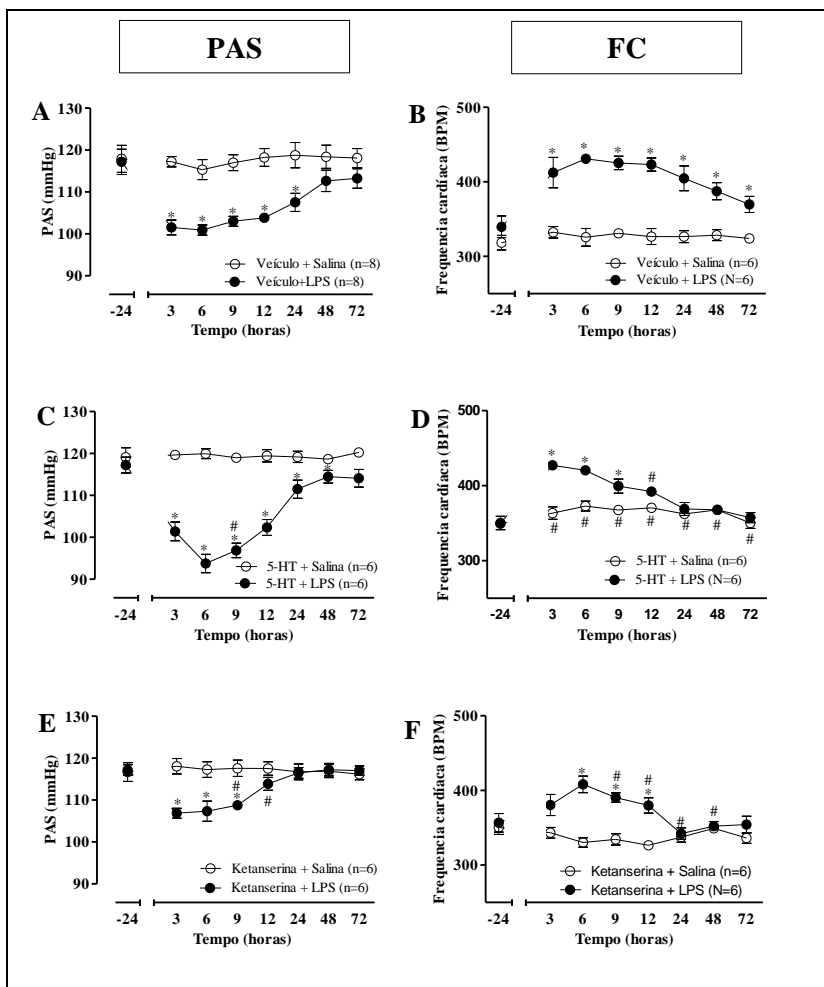 PAS
FC
A
130
120
110
100
90
PAS (mmHg)
* * * * *
Veículo + Salina (n=8)
Veículo+LPS (n=8)
-24 3 6 9 12 24 48 72
Tempo (horas)
B
500
400
300
Frequencia cardíaca (BPM)
* * * * * * *
Veículo + Salina (n=6)
Veículo + LPS (N=6)
-24 3 6 9 12 24 48 72
Tempo (horas)
C
130
120
110
100
90
PAS (mmHg)
* * # * * * *
5-HT + Salina (n=6)
5-HT + LPS (n=6)
-24 3 6 9 12 24 48 72
Tempo (horas)
D
500
400
300
Frequencia cardíaca (BPM)
* * * #
# # # # # # #
5-HT + Salina (n=6)
5-HT + LPS (N=6)
-24 3 6 9 12 24 48 72
Tempo (horas)
E
130
120
110
100
90
PAS (mmHg)
#
* * * #
Ketanserina + Salina (n=6)
Ketanserina + LPS (n=6)
-24 3 6 9 12 24 48 72
Tempo (horas)
F
500
400
300
Frequencia cardíaca (BPM)
* # #
* * # #
Ketanserina + Salina (n=6)
Ketanserina + LPS (N=6)
-24 3 6 9 12 24 48 72
Tempo (horas)